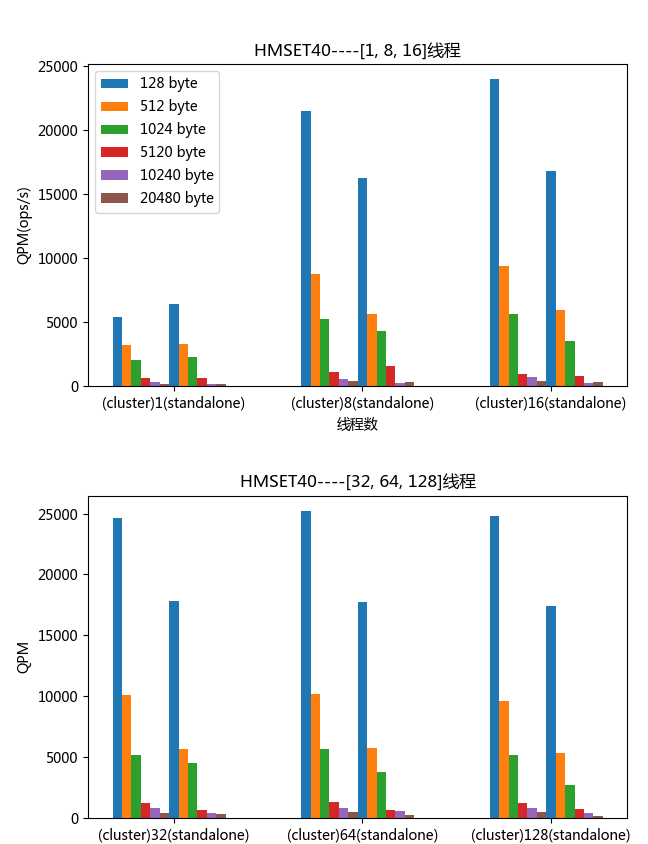 HMSET40----[1, 8, 16]线程
25000
20000
15000
10000
5000
0
QPM(ops/s)
128 byte
512 byte
1024 byte
5120 byte
10240 byte
20480 byte
(cluster)1(standalone)
(cluster)8(standalone)
(cluster)16(standalone)
线程数
HMSET40----[32, 64, 128]线程
25000
20000
15000
10000
5000
0
QPM
(cluster)32(standalone)
(cluster)64(standalone)
(cluster)128(standalone)